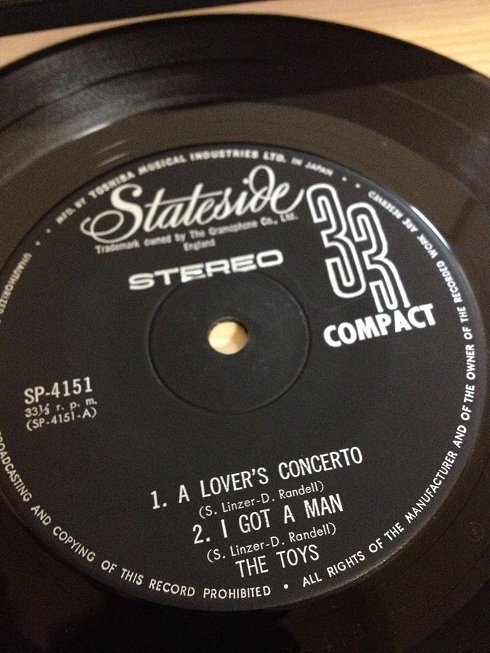 MFD. BY TOSHIBA MUSICAL INDUSTRIES LTD. IN JAPAN
Stateside
Trademark owned by The Gramophone Co., Ltd.
England
STEREO
33
COMPACT
SP-4151
33⅓ r. p. m.
(SP-4151-A)
1. A LOVER'S CONCERTO
(S. Linzer-D. Randell)
2. I GOT A MAN
(S. Linzer-D. Randell)
THE TOYS
ALL RIGHTS OF THE MANUFACTURER AND OF THE OWNER OF THE RECORDED WORK ARE RESERVED
UNAUTHORIZED
BROADCASTING AND COPYING OF THIS RECORD PROHIBITED